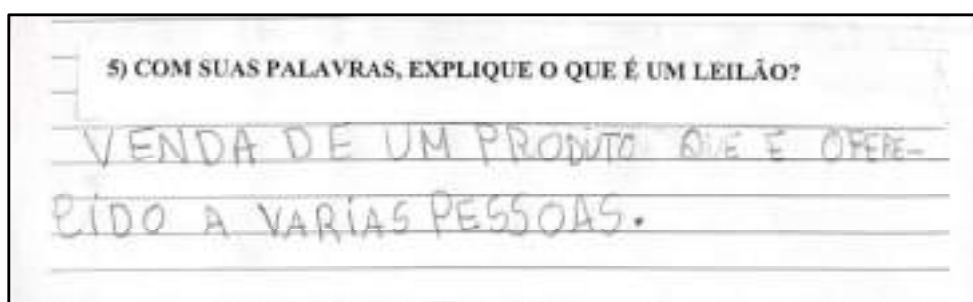 5) COM SUAS PALAVRAS, EXPLIQUE O QUE É UM LEILÃO?
VENDA DE UM PRODUTO QUE E OFERE-
CIDO A VARIAS PESSOAS.